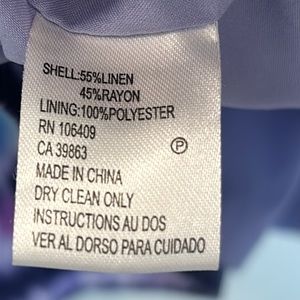 SHELL:55%LINEN
45%RAYON
LINING:100%POLYESTER
RN 106409
CA 39863
P
MADE IN CHINA
DRY CLEAN ONLY
INSTRUCTIONS AU DOS
VER AL DORSO PARA CUIDADO